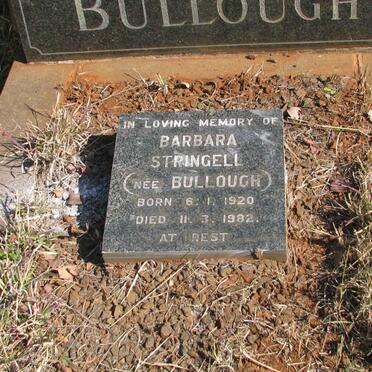 BULLOUGH
IN LOVING MEMORY OF
BARBARA
STRINGELL
(NEE BULLOUGH)
BORN 6.1.1920
DIED 11.3.1982.
AT REST